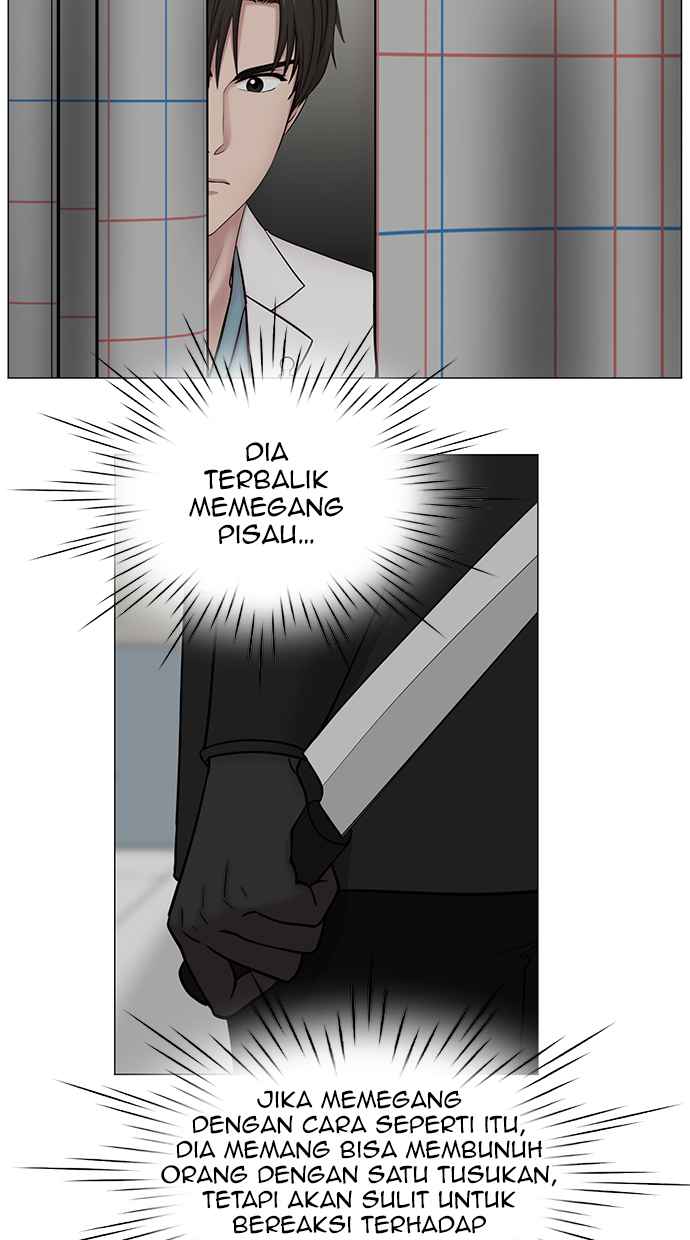 DIA
TERBALIK
MEMEGANG
PISAU...
JIKA MEMEGANG
DENGAN CARA SEPERTI ITU,
DIA MEMANG BISA MEMBUNUH
ORANG DENGAN SATU TUSUKAN,
TETAPI AKAN SULIT UNTUK
BEREAKSI TERHADAP